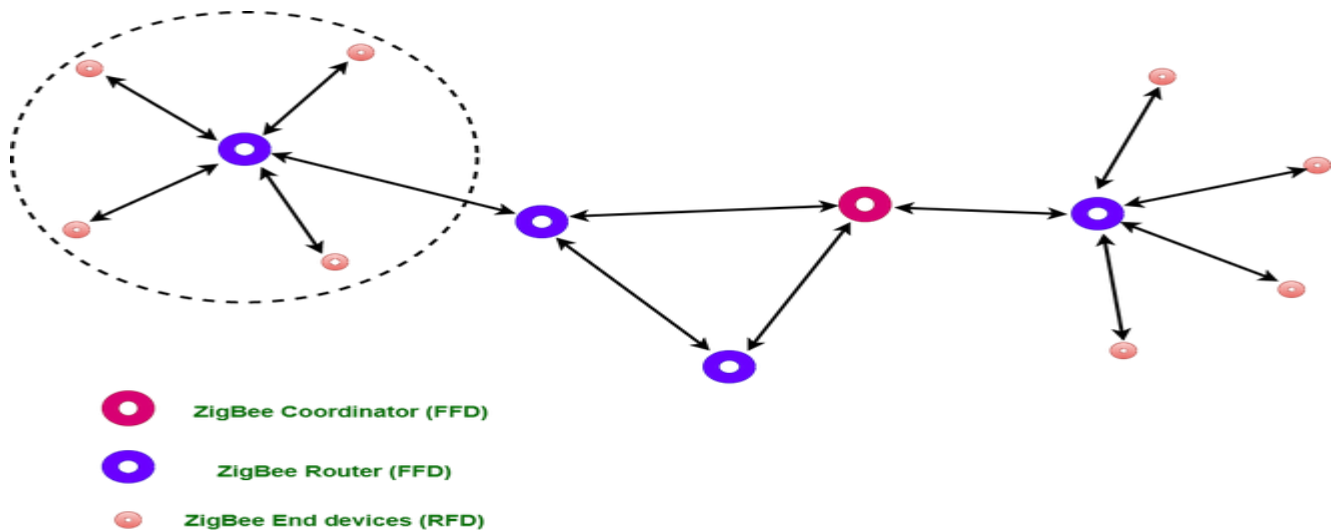 ZigBee Coordinator (FFD)
ZigBee Router (FFD)
ZigBee End devices (RFD)